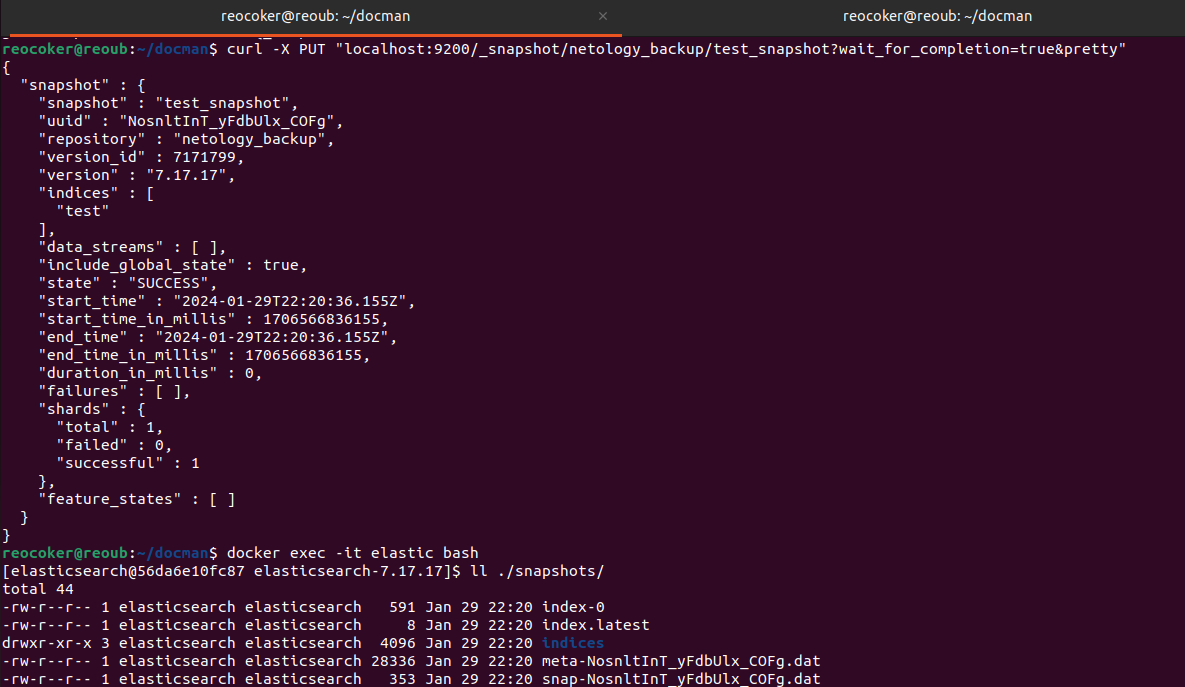 reocoker@reoub: ~/docman × reocoker@reoub: ~/docman
reocoker@reoub:~/docman$ curl -X PUT "localhost:9200/_snapshot/netology_backup/test_snapshot?wait_for_completion=true&pretty"
{
  "snapshot" : {
    "snapshot" : "test_snapshot",
    "uuid" : "NosnltInT_yFdbUlx_COFg",
    "repository" : "netology_backup",
    "version_id" : 7171799,
    "version" : "7.17.17",
    "indices" : [
      "test"
    ],
    "data_streams" : [ ],
    "include_global_state" : true,
    "state" : "SUCCESS",
    "start_time" : "2024-01-29T22:20:36.155Z",
    "start_time_in_millis" : 1706566836155,
    "end_time" : "2024-01-29T22:20:36.155Z",
    "end_time_in_millis" : 1706566836155,
    "duration_in_millis" : 0,
    "failures" : [ ],
    "shards" : {
      "total" : 1,
      "failed" : 0,
      "successful" : 1
    },
    "feature_states" : [ ]
  }
}
reocoker@reoub:~/docman$ docker exec -it elastic bash
[elasticsearch@56da6e10fc87 elasticsearch-7.17.17]$ ll ./snapshots/
total 44
-rw-r--r-- 1 elasticsearch elasticsearch   591 Jan 29 22:20 index-0
-rw-r--r-- 1 elasticsearch elasticsearch     8 Jan 29 22:20 index.latest
drwxr-xr-x 3 elasticsearch elasticsearch  4096 Jan 29 22:20 indices
-rw-r--r-- 1 elasticsearch elasticsearch 28336 Jan 29 22:20 meta-NosnltInT_yFdbUlx_COFg.dat
-rw-r--r-- 1 elasticsearch elasticsearch   353 Jan 29 22:20 snap-NosnltInT_yFdbUlx_COFg.dat